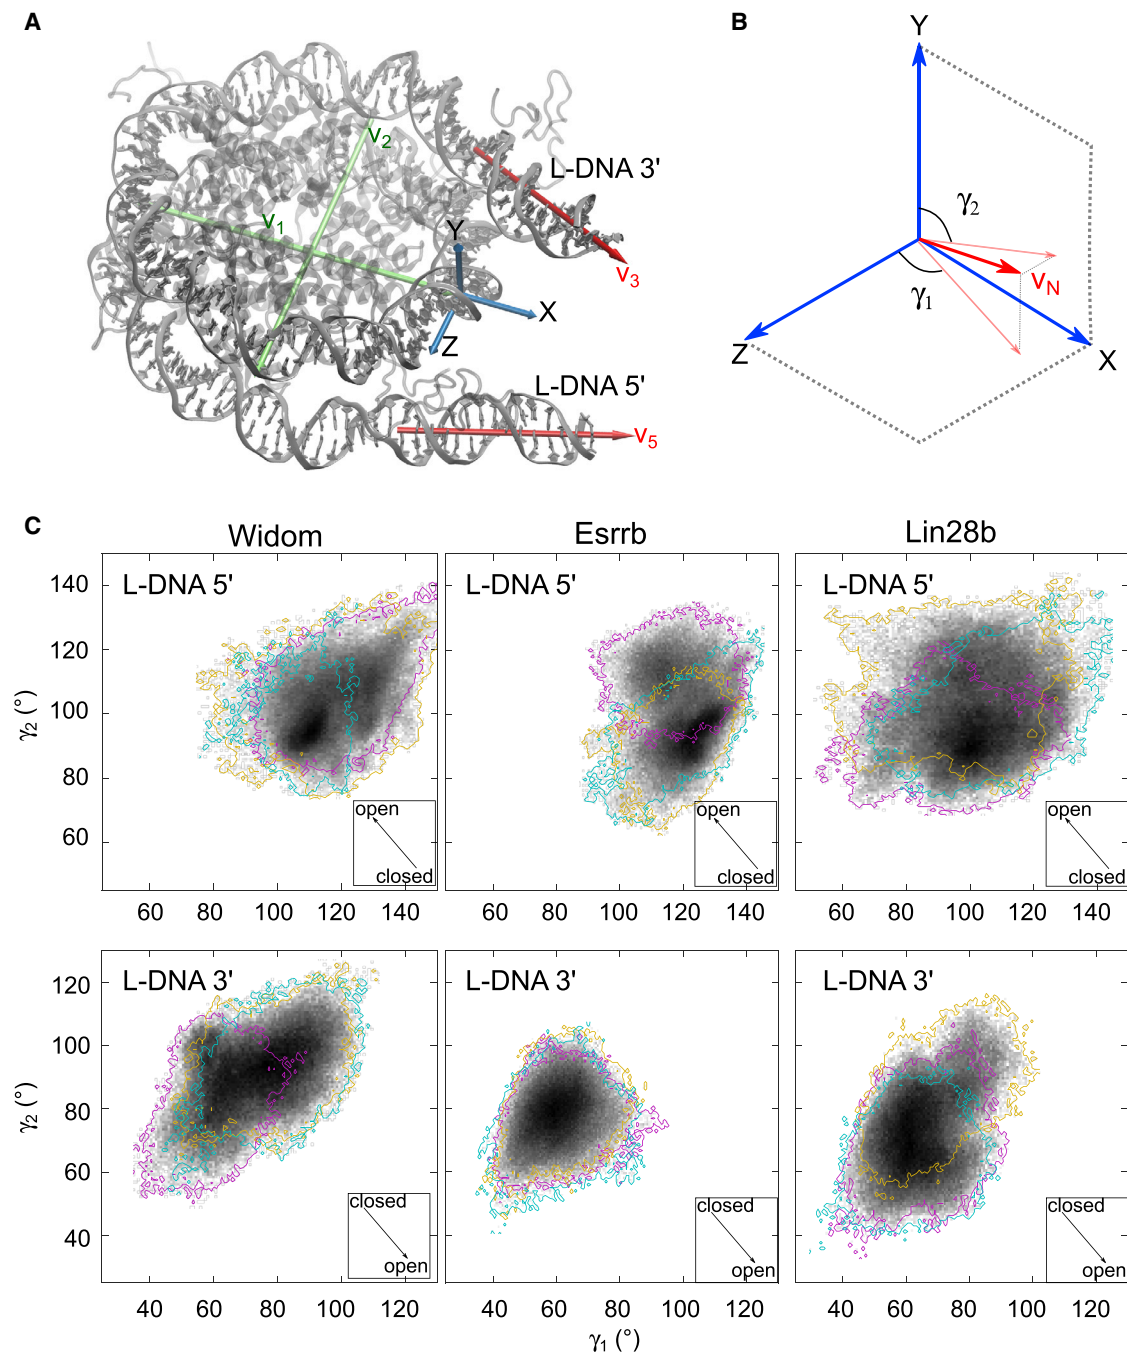 A
B
v2
L-DNA 3'
v1
Y
v3
X
Z
L-DNA 5'
v5
Y
γ2
vN
γ1
Z
X
C
Widom
Esrrb
Lin28b
L-DNA 5'
L-DNA 5'
L-DNA 5'
140
120
100
80
60
γ2 (°)
open
closed
open
closed
open
closed
60 80 100 120 140
60 80 100 120 140
60 80 100 120 140
L-DNA 3'
L-DNA 3'
L-DNA 3'
120
100
80
60
40
γ2 (°)
closed
open
closed
open
closed
open
40 60 80 100 120
40 60 80 100 120
40 60 80 100 120
γ1 (°)